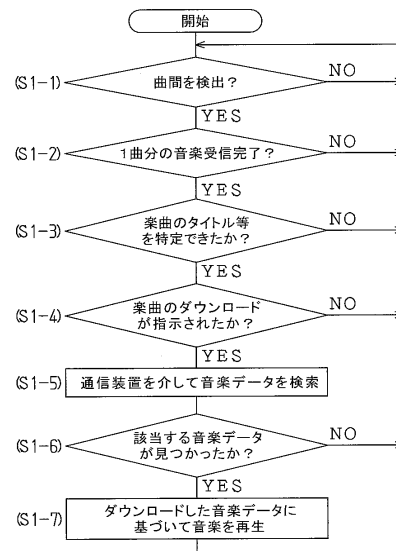 開始
(S1-1)
曲間を検出？
NO
YES
(S1-2)
1曲分の音楽受信完了？
NO
YES
(S1-3)
楽曲のタイトル等
を特定できたか？
NO
YES
(S1-4)
楽曲のダウンロード
が指示されたか？
NO
YES
(S1-5)
通信装置を介して音楽データを検索
(S1-6)
該当する音楽データ
が見つかったか？
NO
YES
(S1-7)
ダウンロードした音楽データに
基づいて音楽を再生